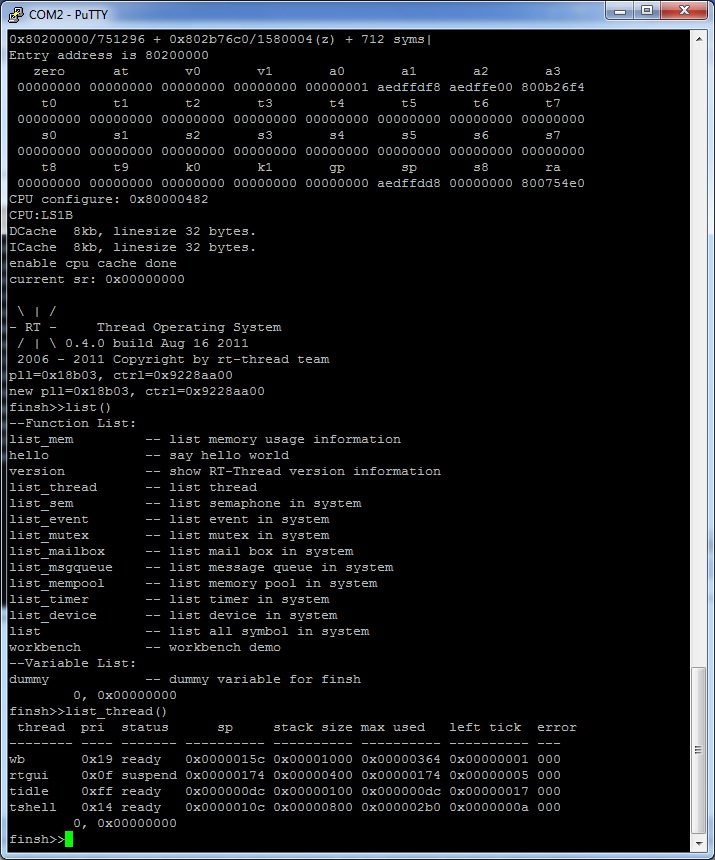 COM2 - PuTTY
0x80200000/751296 + 0x802b76c0/1580004(z) + 712 syms|
Entry address is 80200000
zero at v0 v1 a0 a1 a2 a3
00000000 00000000 00000000 00000000 00000001 aedffdf8 aedffe00 800b26f4
t0 t1 t2 t3 t4 t5 t6 t7
00000000 00000000 00000000 00000000 00000000 00000000 00000000 00000000
s0 s1 s2 s3 s4 s5 s6 s7
00000000 00000000 00000000 00000000 00000000 00000000 00000000 00000000
t8 t9 k0 k1 gp sp s8 ra
00000000 00000000 00000000 00000000 00000000 aedffdd8 00000000 800754e0
CPU configure: 0x80000482
CPU:LS1B
DCache  8kb, linesize 32 bytes.
ICache  8kb, linesize 32 bytes.
enable cpu cache done
current sr: 0x00000000
\ | /
- RT -     Thread Operating System
/ | \ 0.4.0 build Aug 16 2011
2006 - 2011 Copyright by rt-thread team
pll=0x18b03, ctrl=0x9228aa00
new pll=0x18b03, ctrl=0x9228aa00
finsh>>list()
--Function List:
list_mem         -- list memory usage information
hello            -- say hello world
version          -- show RT-Thread version information
list_thread      -- list thread
list_sem         -- list semaphone in system
list_event       -- list event in system
list_mutex       -- list mutex in system
list_mailbox     -- list mail box in system
list_msgqueue    -- list message queue in system
list_mempool     -- list memory pool in system
list_timer       -- list timer in system
list_device      -- list device in system
list             -- list all symbol in system
workbench        -- workbench demo
--Variable List:
dummy            -- dummy variable for finsh
0, 0x00000000
finsh>>list_thread()
thread  pri  status      sp     stack size max used   left tick  error
-------- ---- ------- ---------- ---------- ---------- ---------- ---
wb       0x19 ready   0x0000015c 0x00001000 0x00000364 0x00000001 000
rtgui    0x0f suspend 0x00000174 0x00000400 0x00000174 0x00000005 000
tidle    0xff ready   0x000000dc 0x00000100 0x000000dc 0x00000017 000
tshell   0x14 ready   0x0000010c 0x00000800 0x000002b0 0x0000000a 000
0, 0x00000000
finsh>>